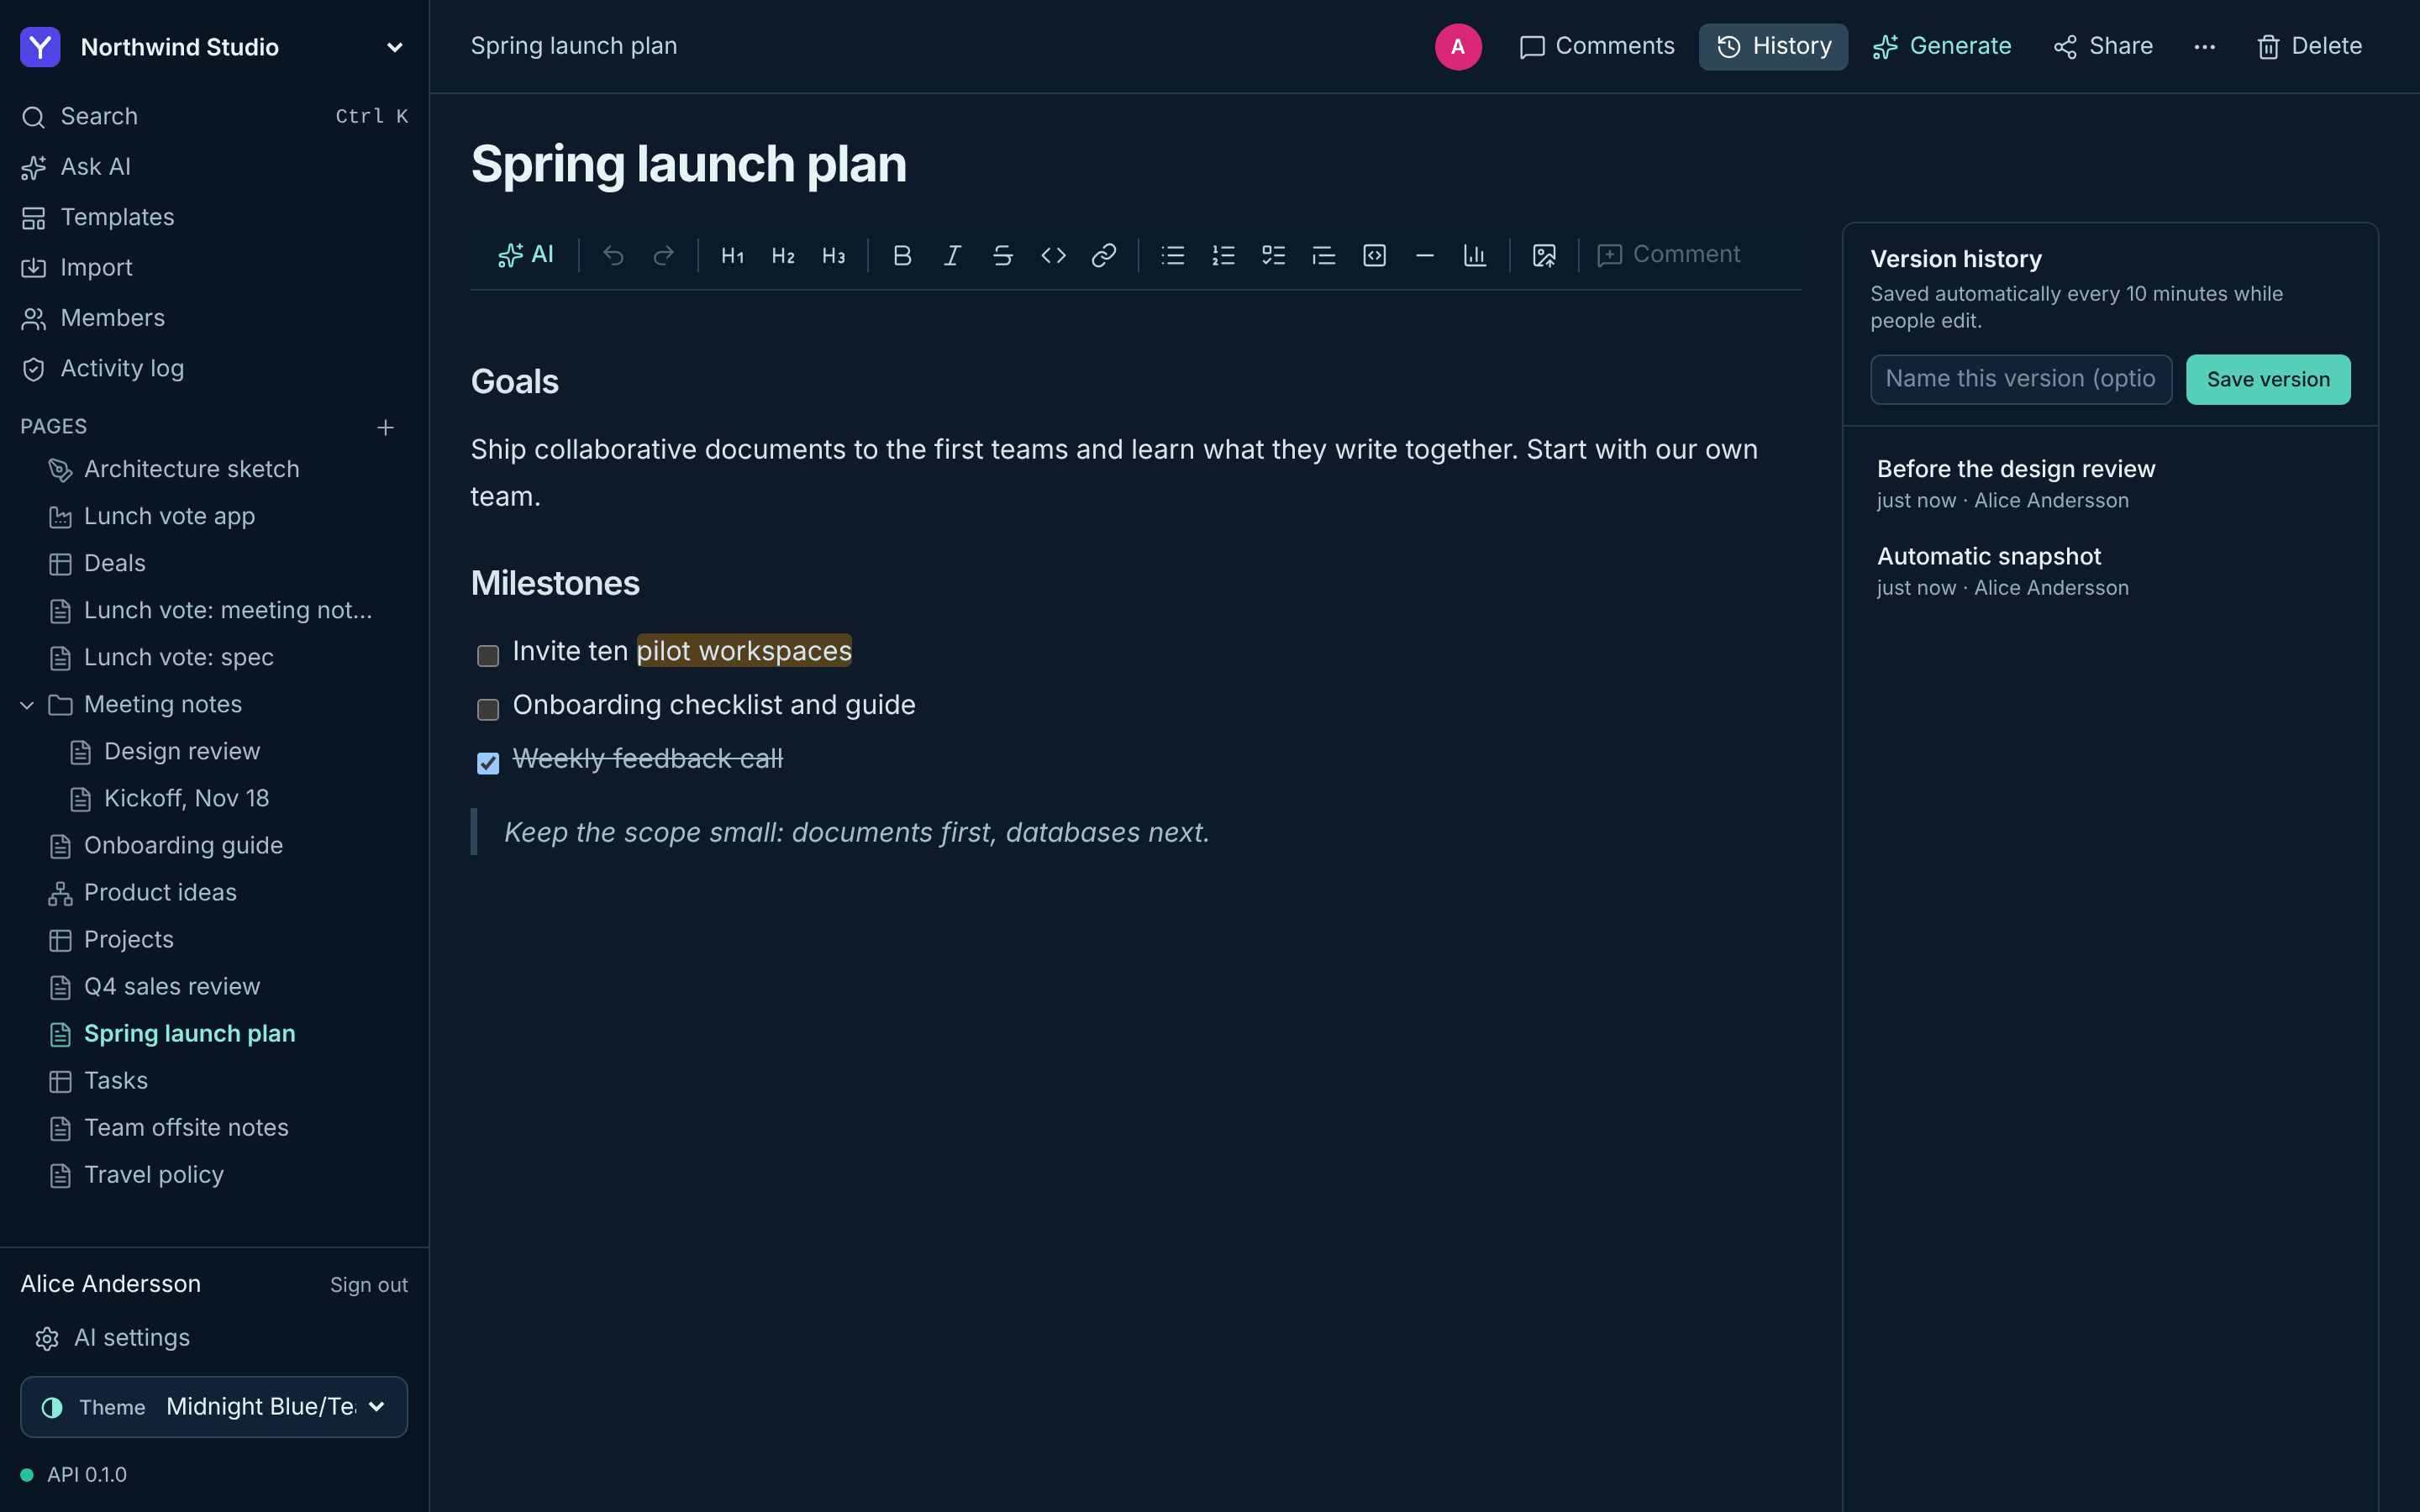 Northwind Studio
Search Ctrl K
Ask AI
Templates
Import
Members
Activity log
PAGES
Architecture sketch
Lunch vote app
Deals
Lunch vote: meeting not...
Lunch vote: spec
Meeting notes
Design review
Kickoff, Nov 18
Onboarding guide
Product ideas
Projects
Q4 sales review
Spring launch plan
Tasks
Team offsite notes
Travel policy
Alice Andersson Sign out
AI settings
Theme Midnight Blue/Tea
API 0.1.0
Spring launch plan
A Comments History Generate Share Delete
Spring launch plan
AI H1 H2 H3 Comment
Goals
Ship collaborative documents to the first teams and learn what they write together. Start with our own
team.
Milestones
Invite ten pilot workspaces
Onboarding checklist and guide
Weekly feedback call
Keep the scope small: documents first, databases next.
Version history
Saved automatically every 10 minutes while
people edit.
Name this version (optio Save version
Before the design review
just now · Alice Andersson
Automatic snapshot
just now · Alice Andersson